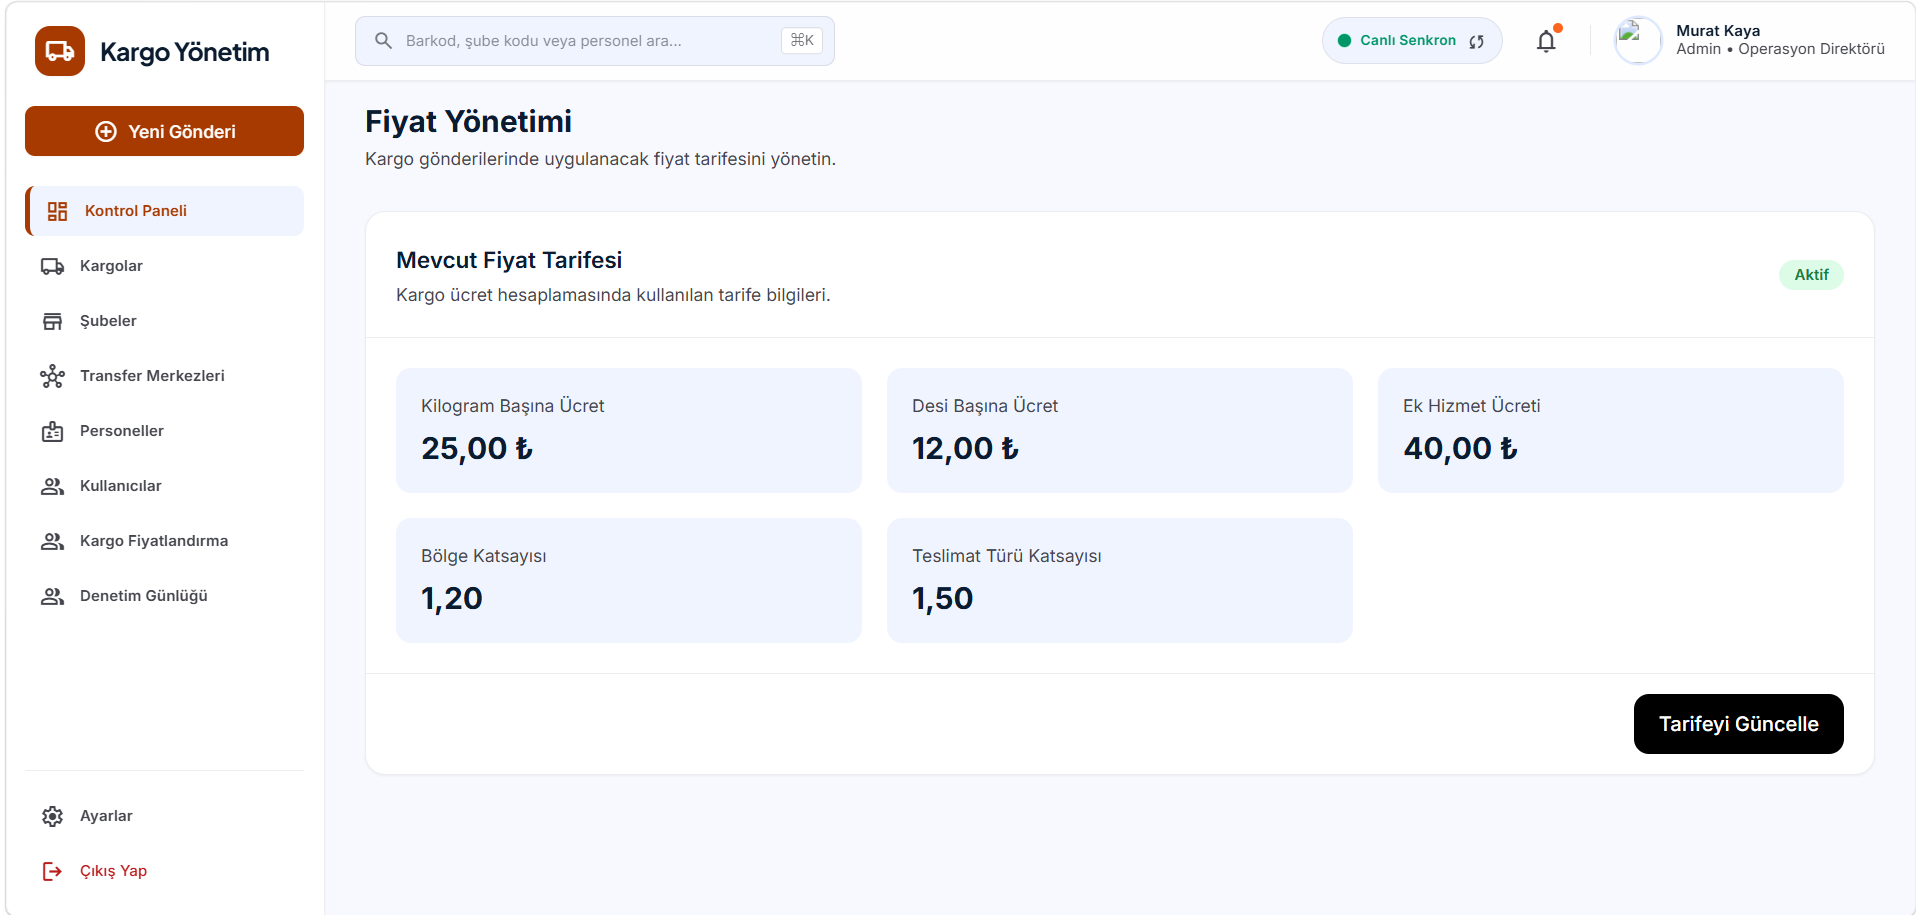 Kargo Yönetim
Yeni Gönderi
Kontrol Paneli
Kargolar
Şubeler
Transfer Merkezleri
Personeller
Kullanıcılar
Kargo Fiyatlandırma
Denetim Günlüğü
Ayarlar
Çıkış Yap
Barkod, şube kodu veya personel ara...
⌘K
Canlı Senkron
Murat Kaya
Admin • Operasyon Direktörü
Fiyat Yönetimi
Kargo gönderilerinde uygulanacak fiyat tarifesini yönetin.
Mevcut Fiyat Tarifesi
Kargo ücret hesaplamasında kullanılan tarife bilgileri.
Aktif
Kilogram Başına Ücret
25,00 ₺
Desi Başına Ücret
12,00 ₺
Ek Hizmet Ücreti
40,00 ₺
Bölge Katsayısı
1,20
Teslimat Türü Katsayısı
1,50
Tarifeyi Güncelle